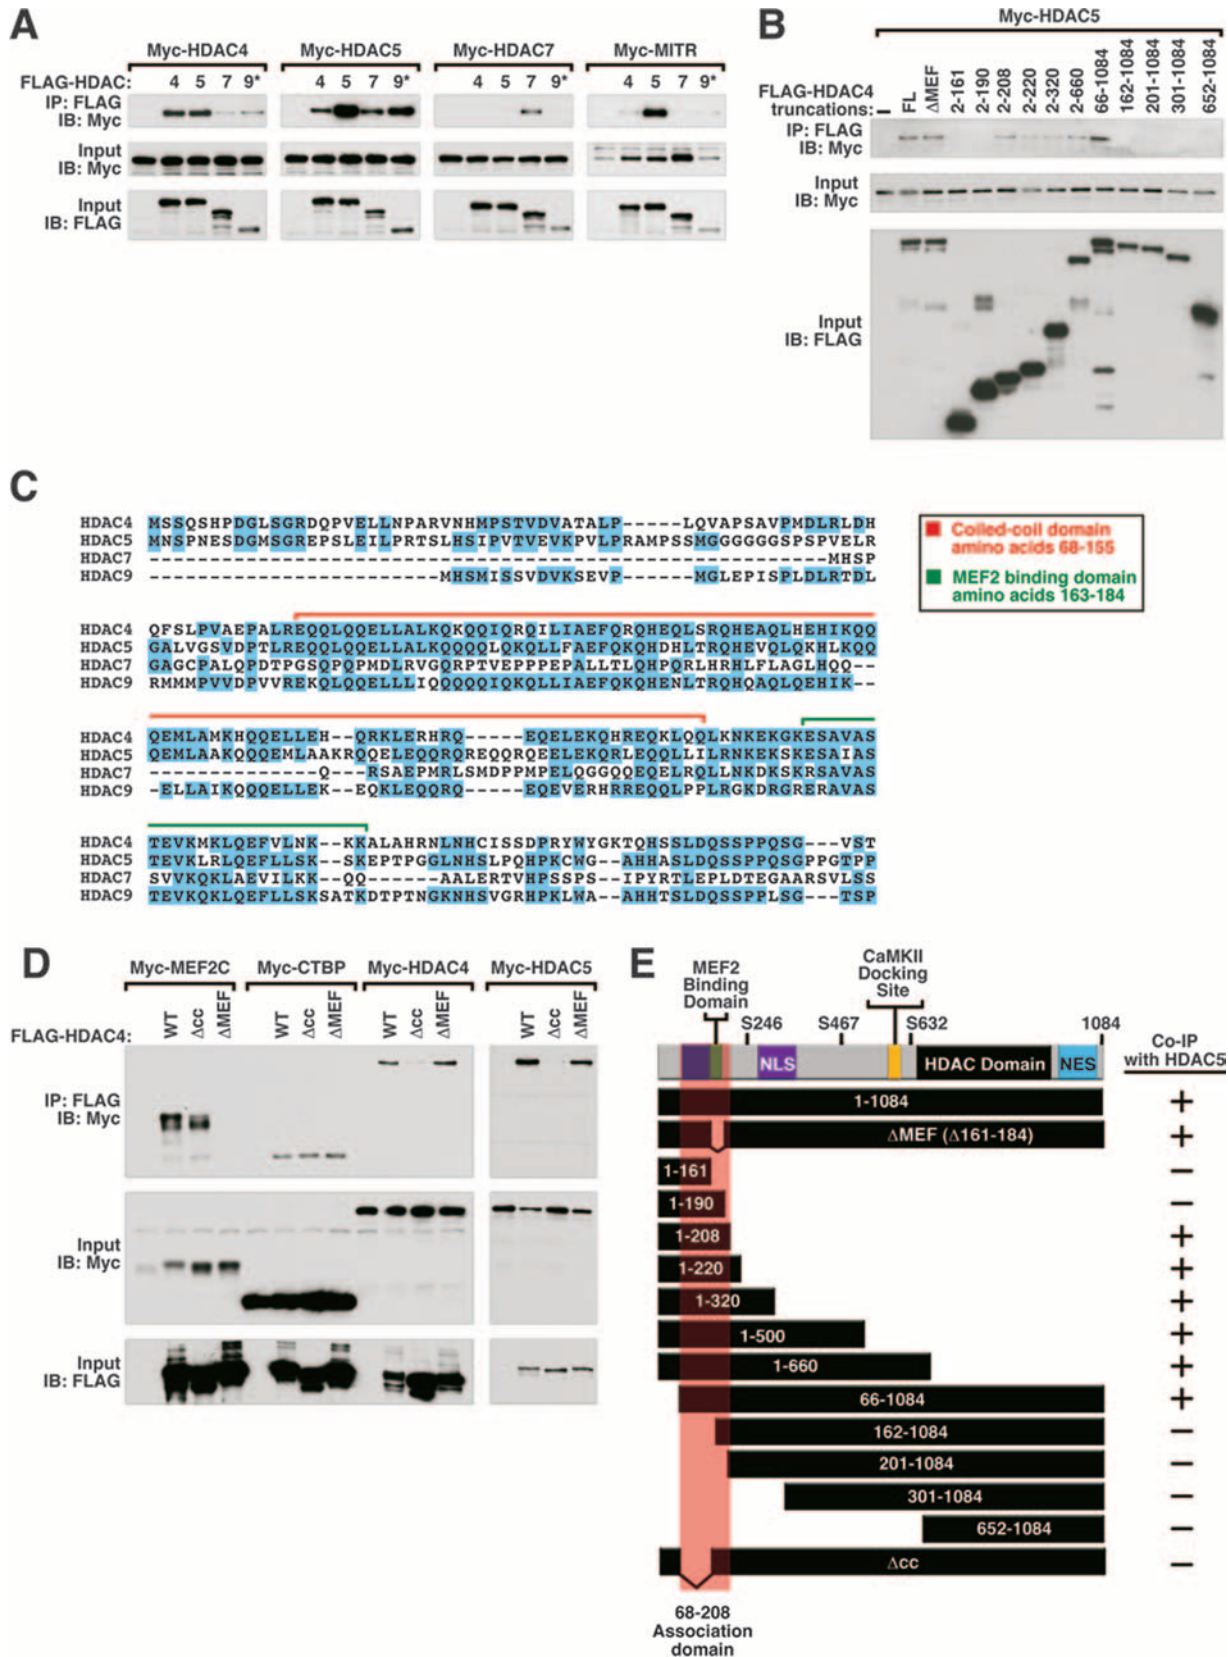 A
Myc-HDAC4 Myc-HDAC5 Myc-HDAC7 Myc-MITR
FLAG-HDAC: 4 5 7 9* 4 5 7 9* 4 5 7 9* 4 5 7 9*
IP: FLAG
IB: Myc
Input
IB: Myc
Input
IB: FLAG
B
Myc-HDAC5
FLAG-HDAC4
truncations: – FL ΔMEF 2-161 2-190 2-208 2-220 2-320 2-660 66-1084 162-1084 201-1084 301-1084 652-1084
IP: FLAG
IB: Myc
Input
IB: Myc
Input
IB: FLAG
C
HDAC4 MSSQSHPDGLSGRDQPVELLNPARVNHMPSTVDVATALP-----LQVAPSAVPMDLRLDH
HDAC5 MNSPNESDGMSGREPSLEILPRTSLHSIPVTVEVKPVLPRAMPSSMGGGGGGSPSPVELR
HDAC7 --------------------------------------------------------MHSP
HDAC9 ------------------------MHSMISSVDVKSEVP-----MGLEPISPLDLRTDL
HDAC4 QFSLPVAEPALREQQLQQELLALKQKQQIQRQILIAEFQRQHEQLSRQHEAQLHEHIKQQ
HDAC5 GALVGSVDPTLREQQLQQELLALKQQQQLQKQLLFAEFQKQHDHLTRQHEVQLQKHLKQQ
HDAC7 GAGCPALQPDTPGSQPQPMDLRVGQRPTVEPPPEPALLTLQHPQRLHRHLFLAGLHQQ--
HDAC9 RMMMPVVDPVVREKQLQQELLLIQQQQQIQKQLLIAEFQKQHENLTRQHQAQLQEHIK--
HDAC4 QEMLAMKHQQELLEH--QRKLERHRQ------EQELEKQHREQKLQQLKNKEKGKESAVAS
HDAC5 QEMLAAKQQQEMLAAKRQQELEQQRQREQQRQEELEKQRLEQQLLILRNKEKSKESAIAS
HDAC7 --------------Q---RSAEPMRLSMDPPMPELQGGQQEQELRQLLNKDKSKRSAVAS
HDAC9 -ELLAIKQQQELLEK--EQKLEQQRQ-----EQEVERHRREQQLPPLRGKDRGRERAVAS
HDAC4 TEVKMKLQEFVLNK--KKALAHRNLNHCISSDPRYWYGKTQHSSLDQSSPPQSG---VST
HDAC5 TEVKLRLQEFLLSK--SKEPTPGGLNHSLPQHPKCWG--AHHASLDQSSPPQSGPPGTPP
HDAC7 SVVKQKLAEVILKK--QQ------AALERTVHPSSPS--IPYRTLEPLDTEGAARSVLSS
HDAC9 TEVKQKLQEFLLSKSATKDTPTNGKNHSVGRHPKLWA--AHHTSLDQSSPPLSG---TSP
Coiled-coil domain
amino acids 68-155
MEF2 binding domain
amino acids 163-184
D
Myc-MEF2C Myc-CTBP Myc-HDAC4 Myc-HDAC5
FLAG-HDAC4: WT Δcc ΔMEF WT Δcc ΔMEF WT Δcc ΔMEF WT Δcc ΔMEF
IP: FLAG
IB: Myc
Input
IB: Myc
Input
IB: FLAG
E
MEF2
Binding
Domain
CaMKII
Docking
Site
S246 S467 S632 1084
NLS HDAC Domain NES
Co-IP
with HDAC5
1-1084 +
ΔMEF (Δ161-184) +
1-161 –
1-190 –
1-208 +
1-220 +
1-320 +
1-500 +
1-660 +
66-1084 +
162-1084 –
201-1084 –
301-1084 –
652-1084 –
Δcc –
68-208
Association
domain